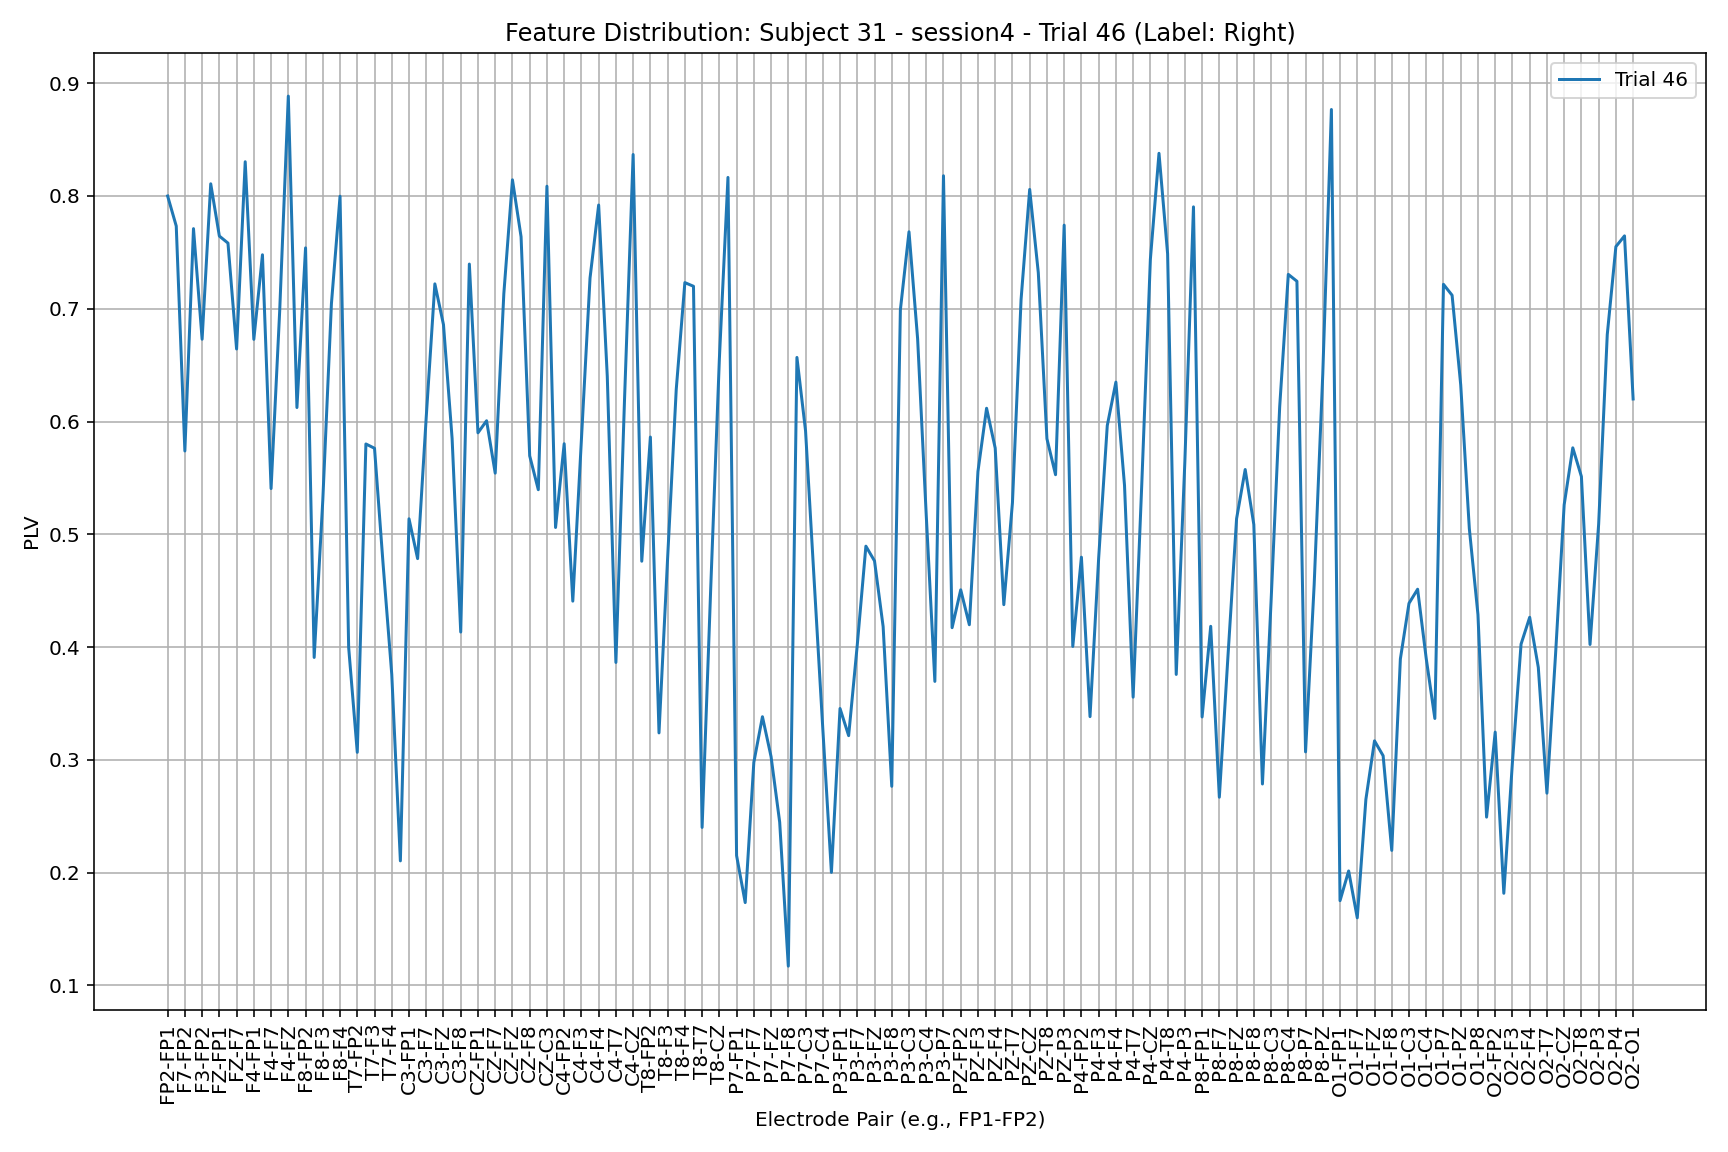 Feature Distribution: Subject 31 - session4 - Trial 46 (Label: Right)
Trial 46
PLV
0.9
0.8
0.7
0.6
0.5
0.4
0.3
0.2
0.1
FP2-FP1
F7-FP2
F3-FP2
FZ-FP1
FZ-F7
F4-FP1
F4-F7
F4-FZ
F8-FP2
F8-F3
F8-F4
T7-FP2
T7-F3
T7-F4
C3-FP1
C3-F7
C3-FZ
C3-F8
CZ-FP1
CZ-F7
CZ-FZ
CZ-F8
CZ-C3
C4-FP2
C4-F3
C4-F4
C4-T7
C4-CZ
T8-FP2
T8-F3
T8-F4
T8-T7
T8-CZ
P7-FP1
P7-F7
P7-FZ
P7-F8
P7-C3
P7-C4
P3-FP1
P3-F7
P3-FZ
P3-F8
P3-C3
P3-C4
P3-P7
PZ-FP2
PZ-F3
PZ-F4
PZ-T7
PZ-CZ
PZ-T8
PZ-P3
P4-FP2
P4-F3
P4-F4
P4-T7
P4-CZ
P4-T8
P4-P3
P8-FP1
P8-F7
P8-FZ
P8-F8
P8-C3
P8-C4
P8-P7
P8-PZ
O1-FP1
O1-F7
O1-FZ
O1-F8
O1-C3
O1-C4
O1-P7
O1-PZ
O1-P8
O2-FP2
O2-F3
O2-F4
O2-T7
O2-CZ
O2-T8
O2-P3
O2-P4
O2-O1
Electrode Pair (e.g., FP1-FP2)